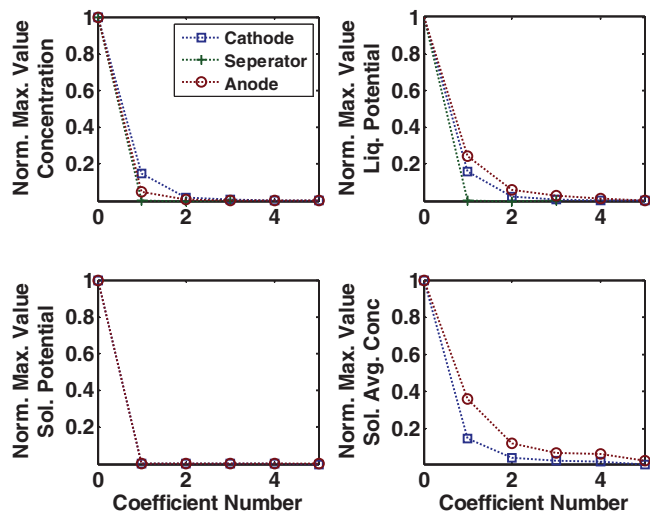 Norm. Max. Value
Concentration
1
0.8
0.6
0.4
0.2
0
2
4
Cathode
Seperator
Anode
Norm. Max. Value
Liq. Potential
1
0.8
0.6
0.4
0.2
0
2
4
Norm. Max. Value
Sol. Potential
1
0.8
0.6
0.4
0.2
0
2
4
Coefficient Number
Norm. Max. Value
Sol. Avg. Conc
1
0.8
0.6
0.4
0.2
0
2
4
Coefficient Number